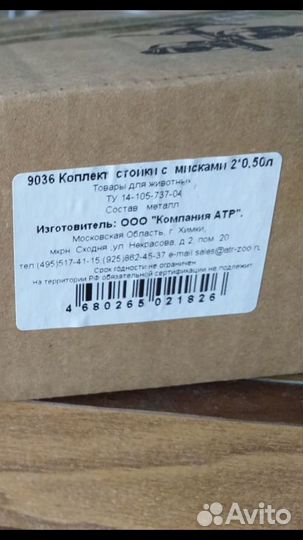 9036 Коплект стойки с мисками 2*0,50л
Товары для животных
ТУ 14-105-737-04
Состав металл
Изготовитель: ООО "Компания АТР".
Московская Область, г. Химки,
мкрн. Сходня ул. Некрасова, Д.2, пом. 20
тел.(495)517-41-15,(925)862-45-37 e-mail sales@atr-zoo.ru
Срок годности не ограничен
на территории РФ обязательной сертификации не подлежит
4 680265 021826
Avito